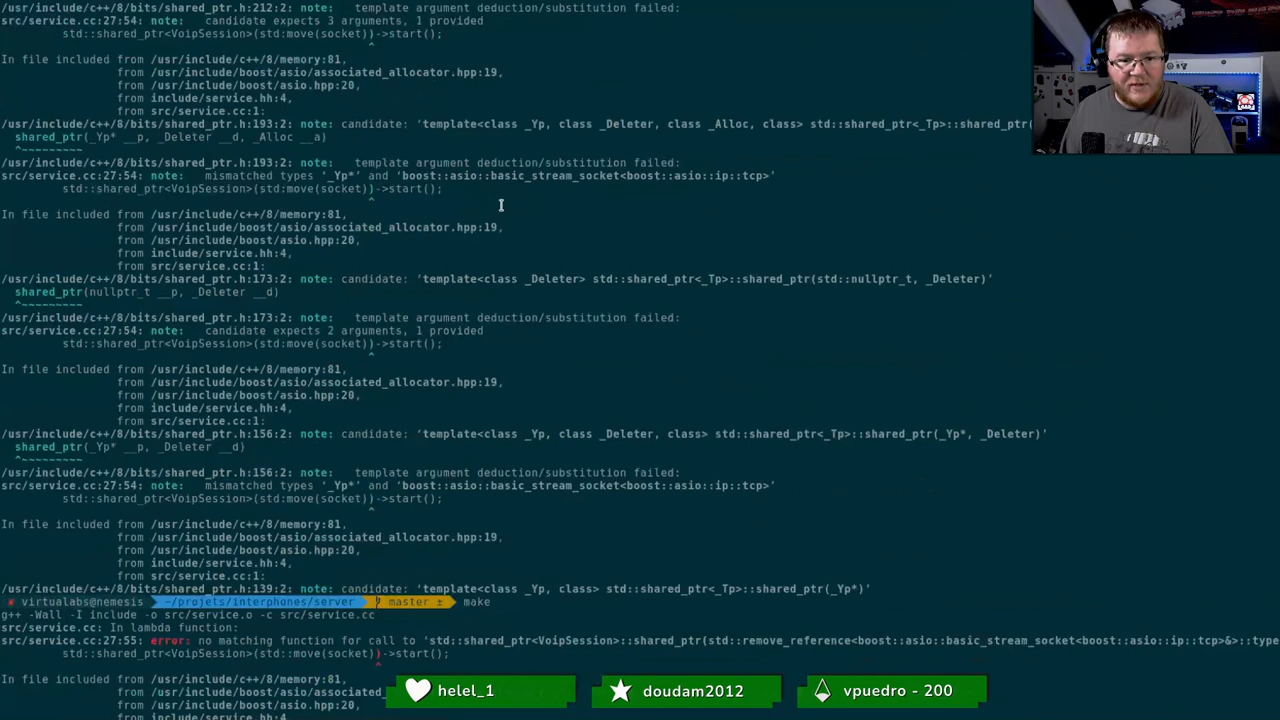 /usr/include/c++/8/bits/shared_ptr.h:212:2: note:   template argument deduction/substitution failed:
src/service.cc:27:54: note:   candidate expects 3 arguments, 1 provided
std::shared_ptr<VoipSession>(std:move(socket))->start();
^
In file included from /usr/include/c++/8/memory:81,
from /usr/include/boost/asio/associated_allocator.hpp:19,
from /usr/include/boost/asio.hpp:20,
from include/service.hh:4,
from src/service.cc:1:
/usr/include/c++/8/bits/shared_ptr.h:193:2: note: candidate: 'template<class _Yp, class _Deleter, class _Alloc, class> std::shared_ptr<_Tp>::shared_ptr(
shared_ptr(_Yp* __p, _Deleter __d, _Alloc __a)
^~~~~~~~~~
/usr/include/c++/8/bits/shared_ptr.h:193:2: note:   template argument deduction/substitution failed:
src/service.cc:27:54: note:   mismatched types '_Yp*' and 'boost::asio::basic_stream_socket<boost::asio::ip::tcp>'
std::shared_ptr<VoipSession>(std:move(socket))->start();
^
In file included from /usr/include/c++/8/memory:81,
from /usr/include/boost/asio/associated_allocator.hpp:19,
from /usr/include/boost/asio.hpp:20,
from include/service.hh:4,
from src/service.cc:1:
/usr/include/c++/8/bits/shared_ptr.h:173:2: note: candidate: 'template<class _Deleter> std::shared_ptr<_Tp>::shared_ptr(std::nullptr_t, _Deleter)'
shared_ptr(nullptr_t __p, _Deleter __d)
^~~~~~~~~~
/usr/include/c++/8/bits/shared_ptr.h:173:2: note:   template argument deduction/substitution failed:
src/service.cc:27:54: note:   candidate expects 2 arguments, 1 provided
std::shared_ptr<VoipSession>(std:move(socket))->start();
^
In file included from /usr/include/c++/8/memory:81,
from /usr/include/boost/asio/associated_allocator.hpp:19,
from /usr/include/boost/asio.hpp:20,
from include/service.hh:4,
from src/service.cc:1:
/usr/include/c++/8/bits/shared_ptr.h:156:2: note: candidate: 'template<class _Yp, class _Deleter, class> std::shared_ptr<_Tp>::shared_ptr(_Yp*, _Deleter)'
shared_ptr(_Yp* __p, _Deleter __d)
^~~~~~~~~~
/usr/include/c++/8/bits/shared_ptr.h:156:2: note:   template argument deduction/substitution failed:
src/service.cc:27:54: note:   mismatched types '_Yp*' and 'boost::asio::basic_stream_socket<boost::asio::ip::tcp>'
std::shared_ptr<VoipSession>(std:move(socket))->start();
^
In file included from /usr/include/c++/8/memory:81,
from /usr/include/boost/asio/associated_allocator.hpp:19,
from /usr/include/boost/asio.hpp:20,
from include/service.hh:4,
from src/service.cc:1:
/usr/include/c++/8/bits/shared_ptr.h:139:2: note: candidate: 'template<class _Yp, class> std::shared_ptr<_Tp>::shared_ptr(_Yp*)'
virtualabs@nemesis ~/projets/interphones/server master ± make
g++ -Wall -I include -o src/service.o -c src/service.cc
src/service.cc: In lambda function:
src/service.cc:27:55: error: no matching function for call to 'std::shared_ptr<VoipSession>::shared_ptr(std::remove_reference<boost::asio::basic_stream_socket<boost::asio::ip::tcp>&>::type
std::shared_ptr<VoipSession>(std::move(socket))->start();
^
In file included from /usr/include/c++/8/memory:81,
from /usr/include/boost/asio/associated
from /usr/include/boost/asio.hpp:20,
helel_1
doudam2012
vpuedro - 200